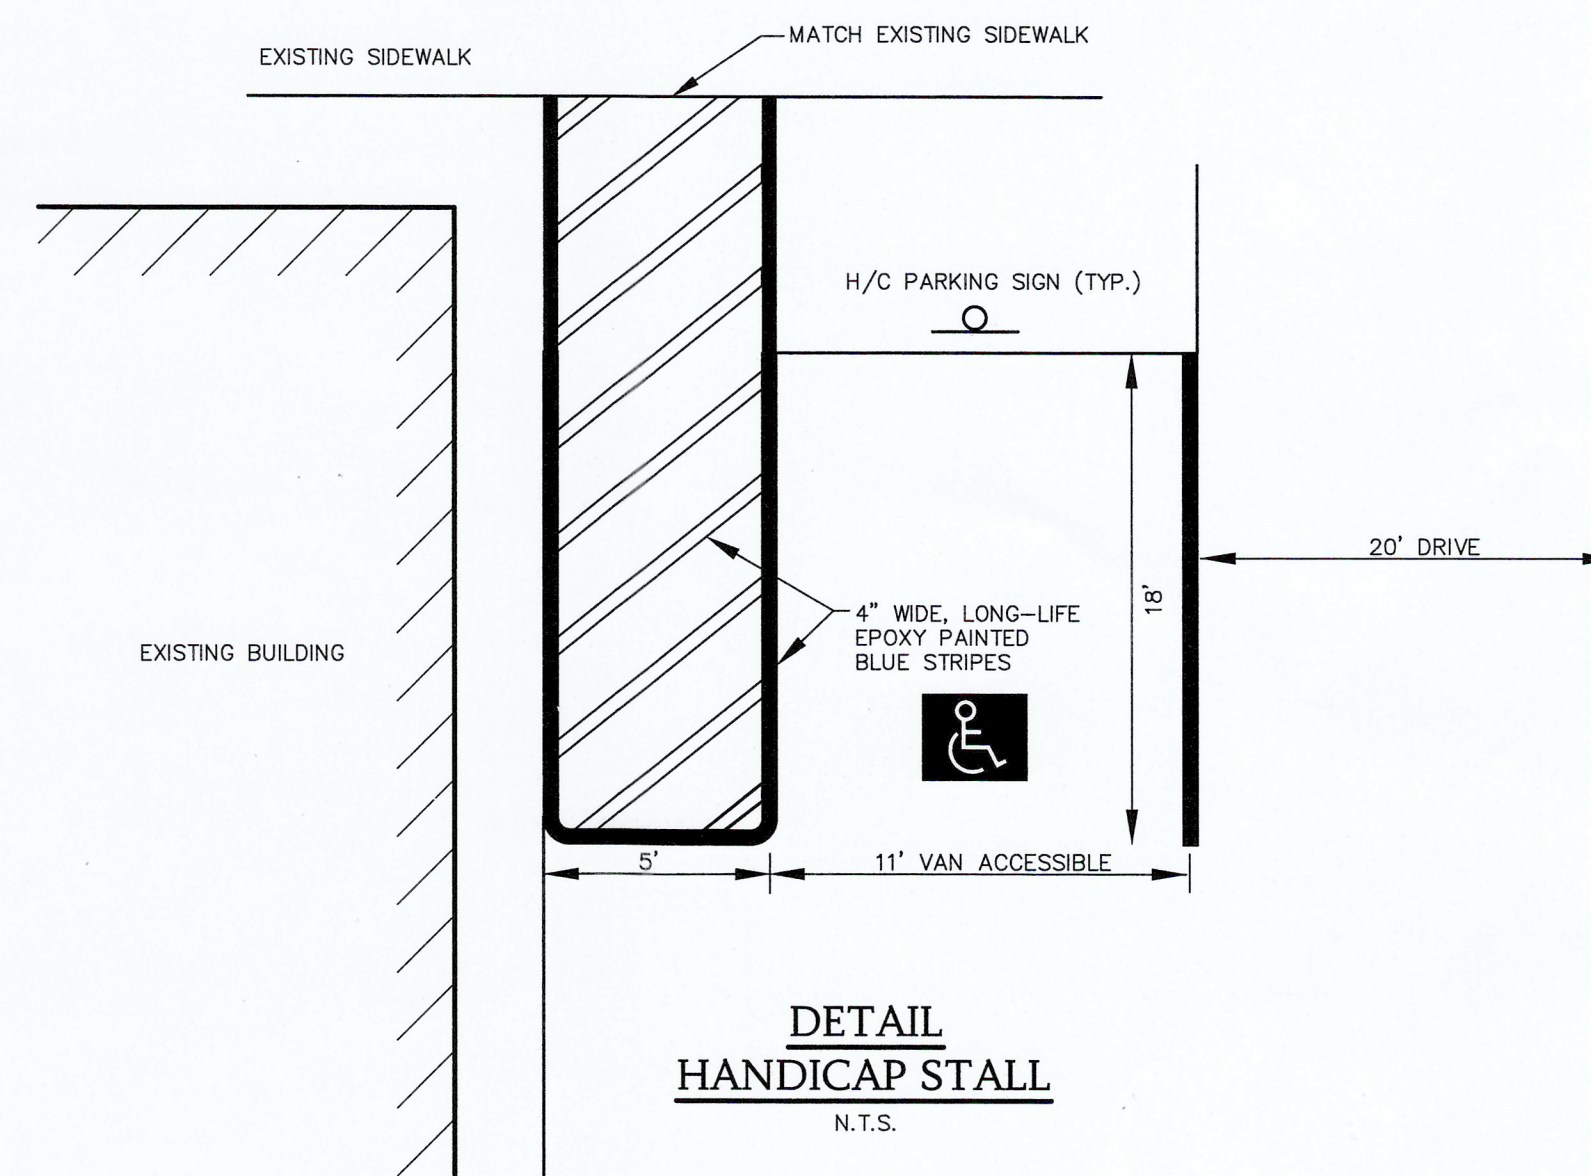 MATCH EXISTING SIDEWALK
EXISTING SIDEWALK
H/C PARKING SIGN (TYP.)
20' DRIVE
18'
4" WIDE, LONG-LIFE
EPOXY PAINTED
BLUE STRIPES
EXISTING BUILDING
5'
11' VAN ACCESSIBLE
DETAIL
HANDICAP STALL
N.T.S.